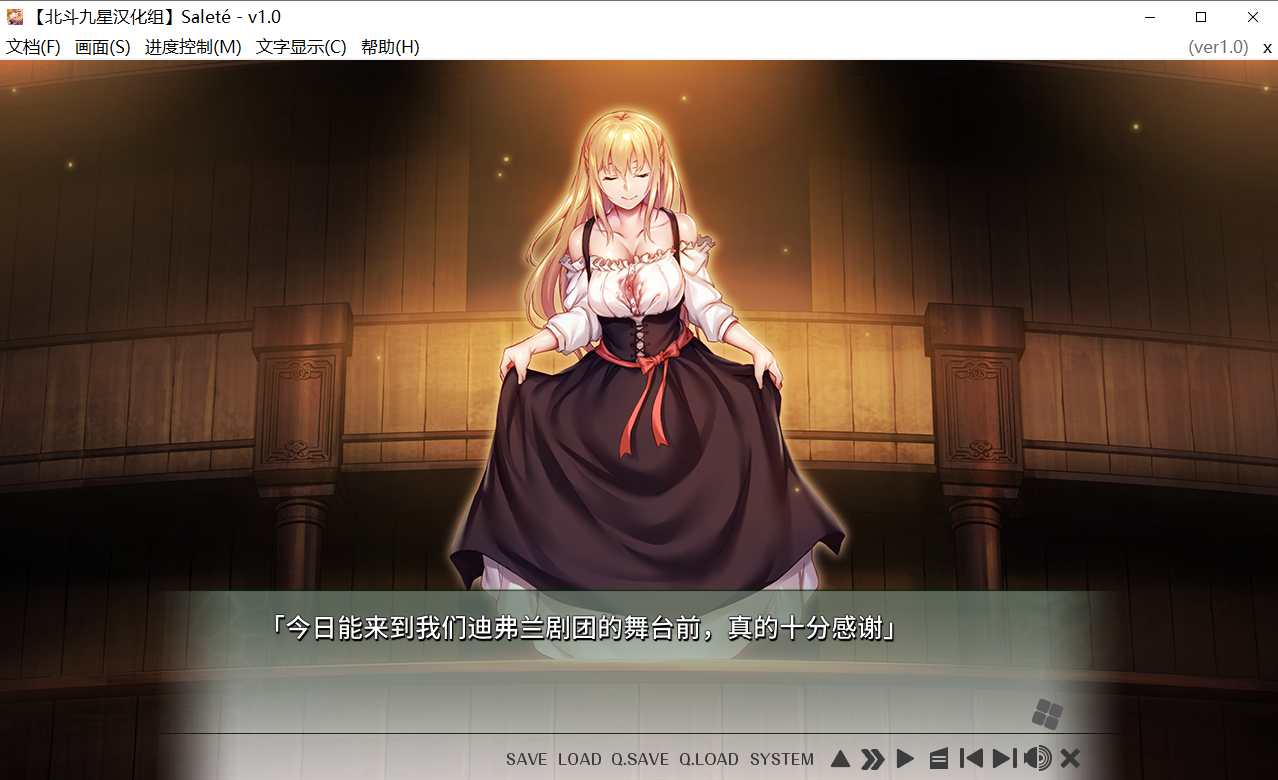 【北斗九星汉化组】Saleté - v1.0
文档(F) 画面(S) 进度控制(M) 文字显示(C) 帮助(H) (ver1.0) x
「今日能来到我们迪弗兰剧团的舞台前，真的十分感谢」
SAVE LOAD Q.SAVE Q.LOAD SYSTEM